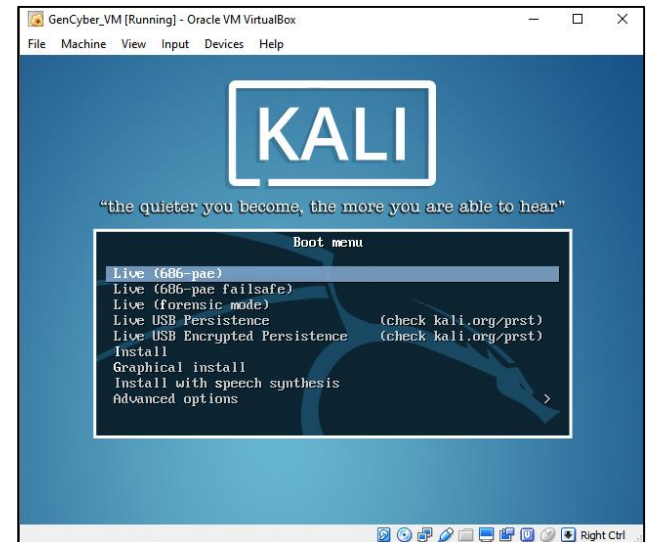 GenCyber_VM [Running] - Oracle VM VirtualBox
File Machine View Input Devices Help
KALI
“the quieter you become, the more you are able to hear”
Boot menu
Live (686-pae)
Live (686-pae failsafe)
Live (forensic mode)
Live USB Persistence (check kali.org/prst)
Live USB Encrypted Persistence (check kali.org/prst)
Install
Graphical install
Install with speech synthesis
Advanced options >
Right Ctrl